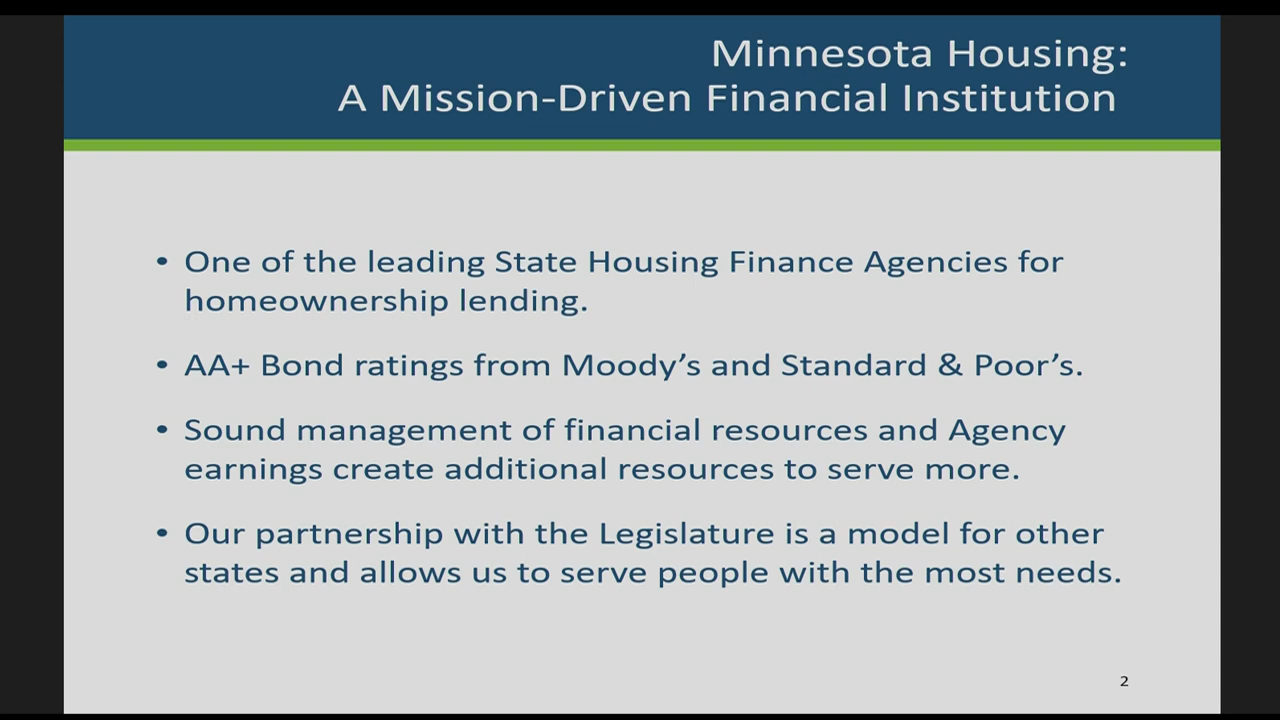 Minnesota Housing:
A Mission-Driven Financial Institution
• One of the leading State Housing Finance Agencies for
homeownership lending.
• AA+ Bond ratings from Moody’s and Standard & Poor’s.
• Sound management of financial resources and Agency
earnings create additional resources to serve more.
• Our partnership with the Legislature is a model for other
states and allows us to serve people with the most needs.
2